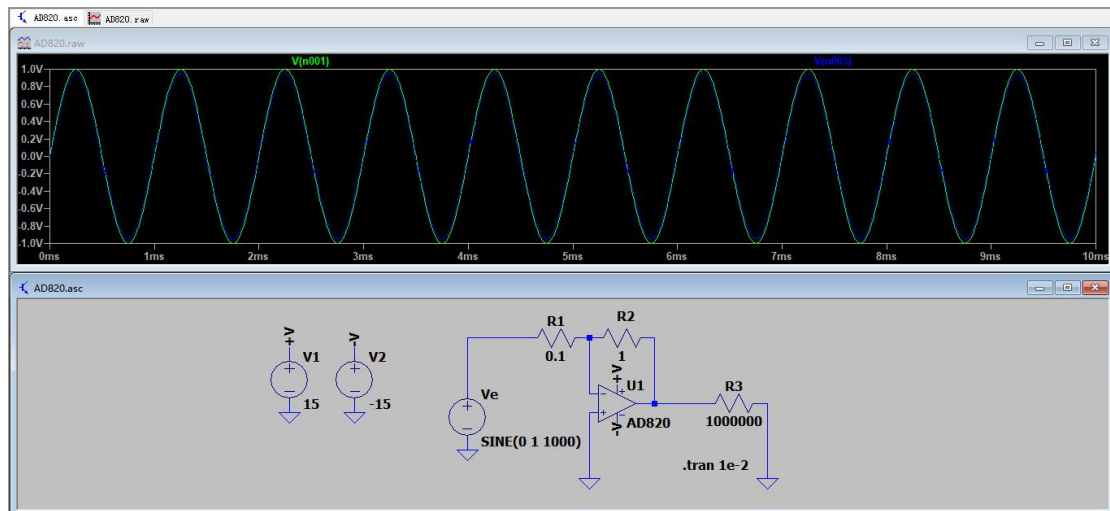 AD820.asc AD820.raw
AD820.raw
V(n001) V(n003)
1.0V
0.8V
0.6V
0.4V
0.2V
0.0V
-0.2V
-0.4V
-0.6V
-0.8V
-1.0V
0ms 1ms 2ms 3ms 4ms 5ms 6ms 7ms 8ms 9ms 10ms
AD820.asc
+V -V
V1 V2
15 -15
Ve
SINE(0 1 1000)
R1 R2
0.1 1
+V
U1
AD820
-V
R3
1000000
.tran 1e-2